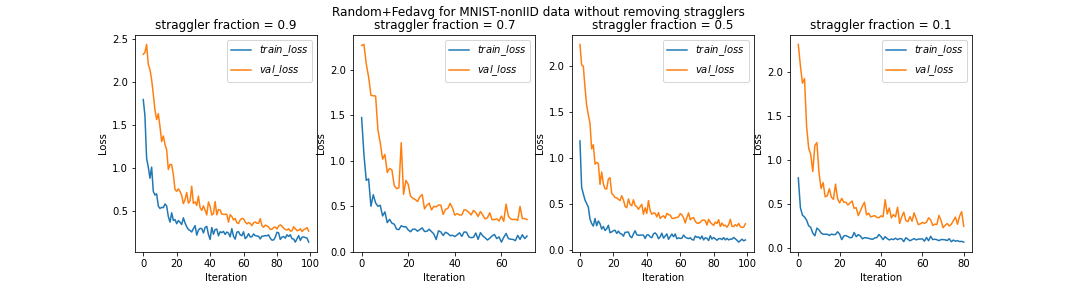 Random+Fedavg for MNIST-nonIID data without removing stragglers
straggler fraction = 0.9
train_loss
val_loss
2.5
2.0
1.5
1.0
0.5
Loss
0 20 40 60 80 100
Iteration
straggler fraction = 0.7
train_loss
val_loss
2.0
1.5
1.0
0.5
0.0
Loss
0 20 40 60
Iteration
straggler fraction = 0.5
train_loss
val_loss
2.0
1.5
1.0
0.5
0.0
Loss
0 20 40 60 80 100
Iteration
straggler fraction = 0.1
train_loss
val_loss
2.0
1.5
1.0
0.5
0.0
Loss
0 20 40 60 80
Iteration